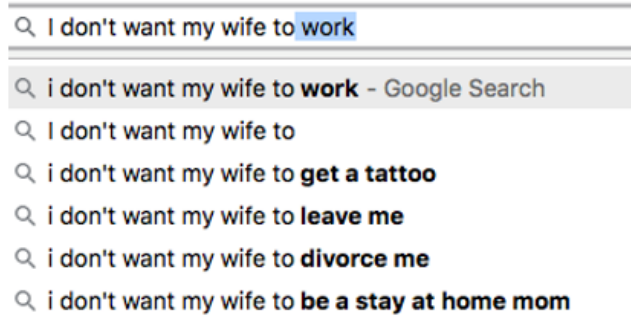 I don't want my wife to work
i don't want my wife to work - Google Search
I don't want my wife to
i don't want my wife to get a tattoo
i don't want my wife to leave me
i don't want my wife to divorce me
i don't want my wife to be a stay at home mom